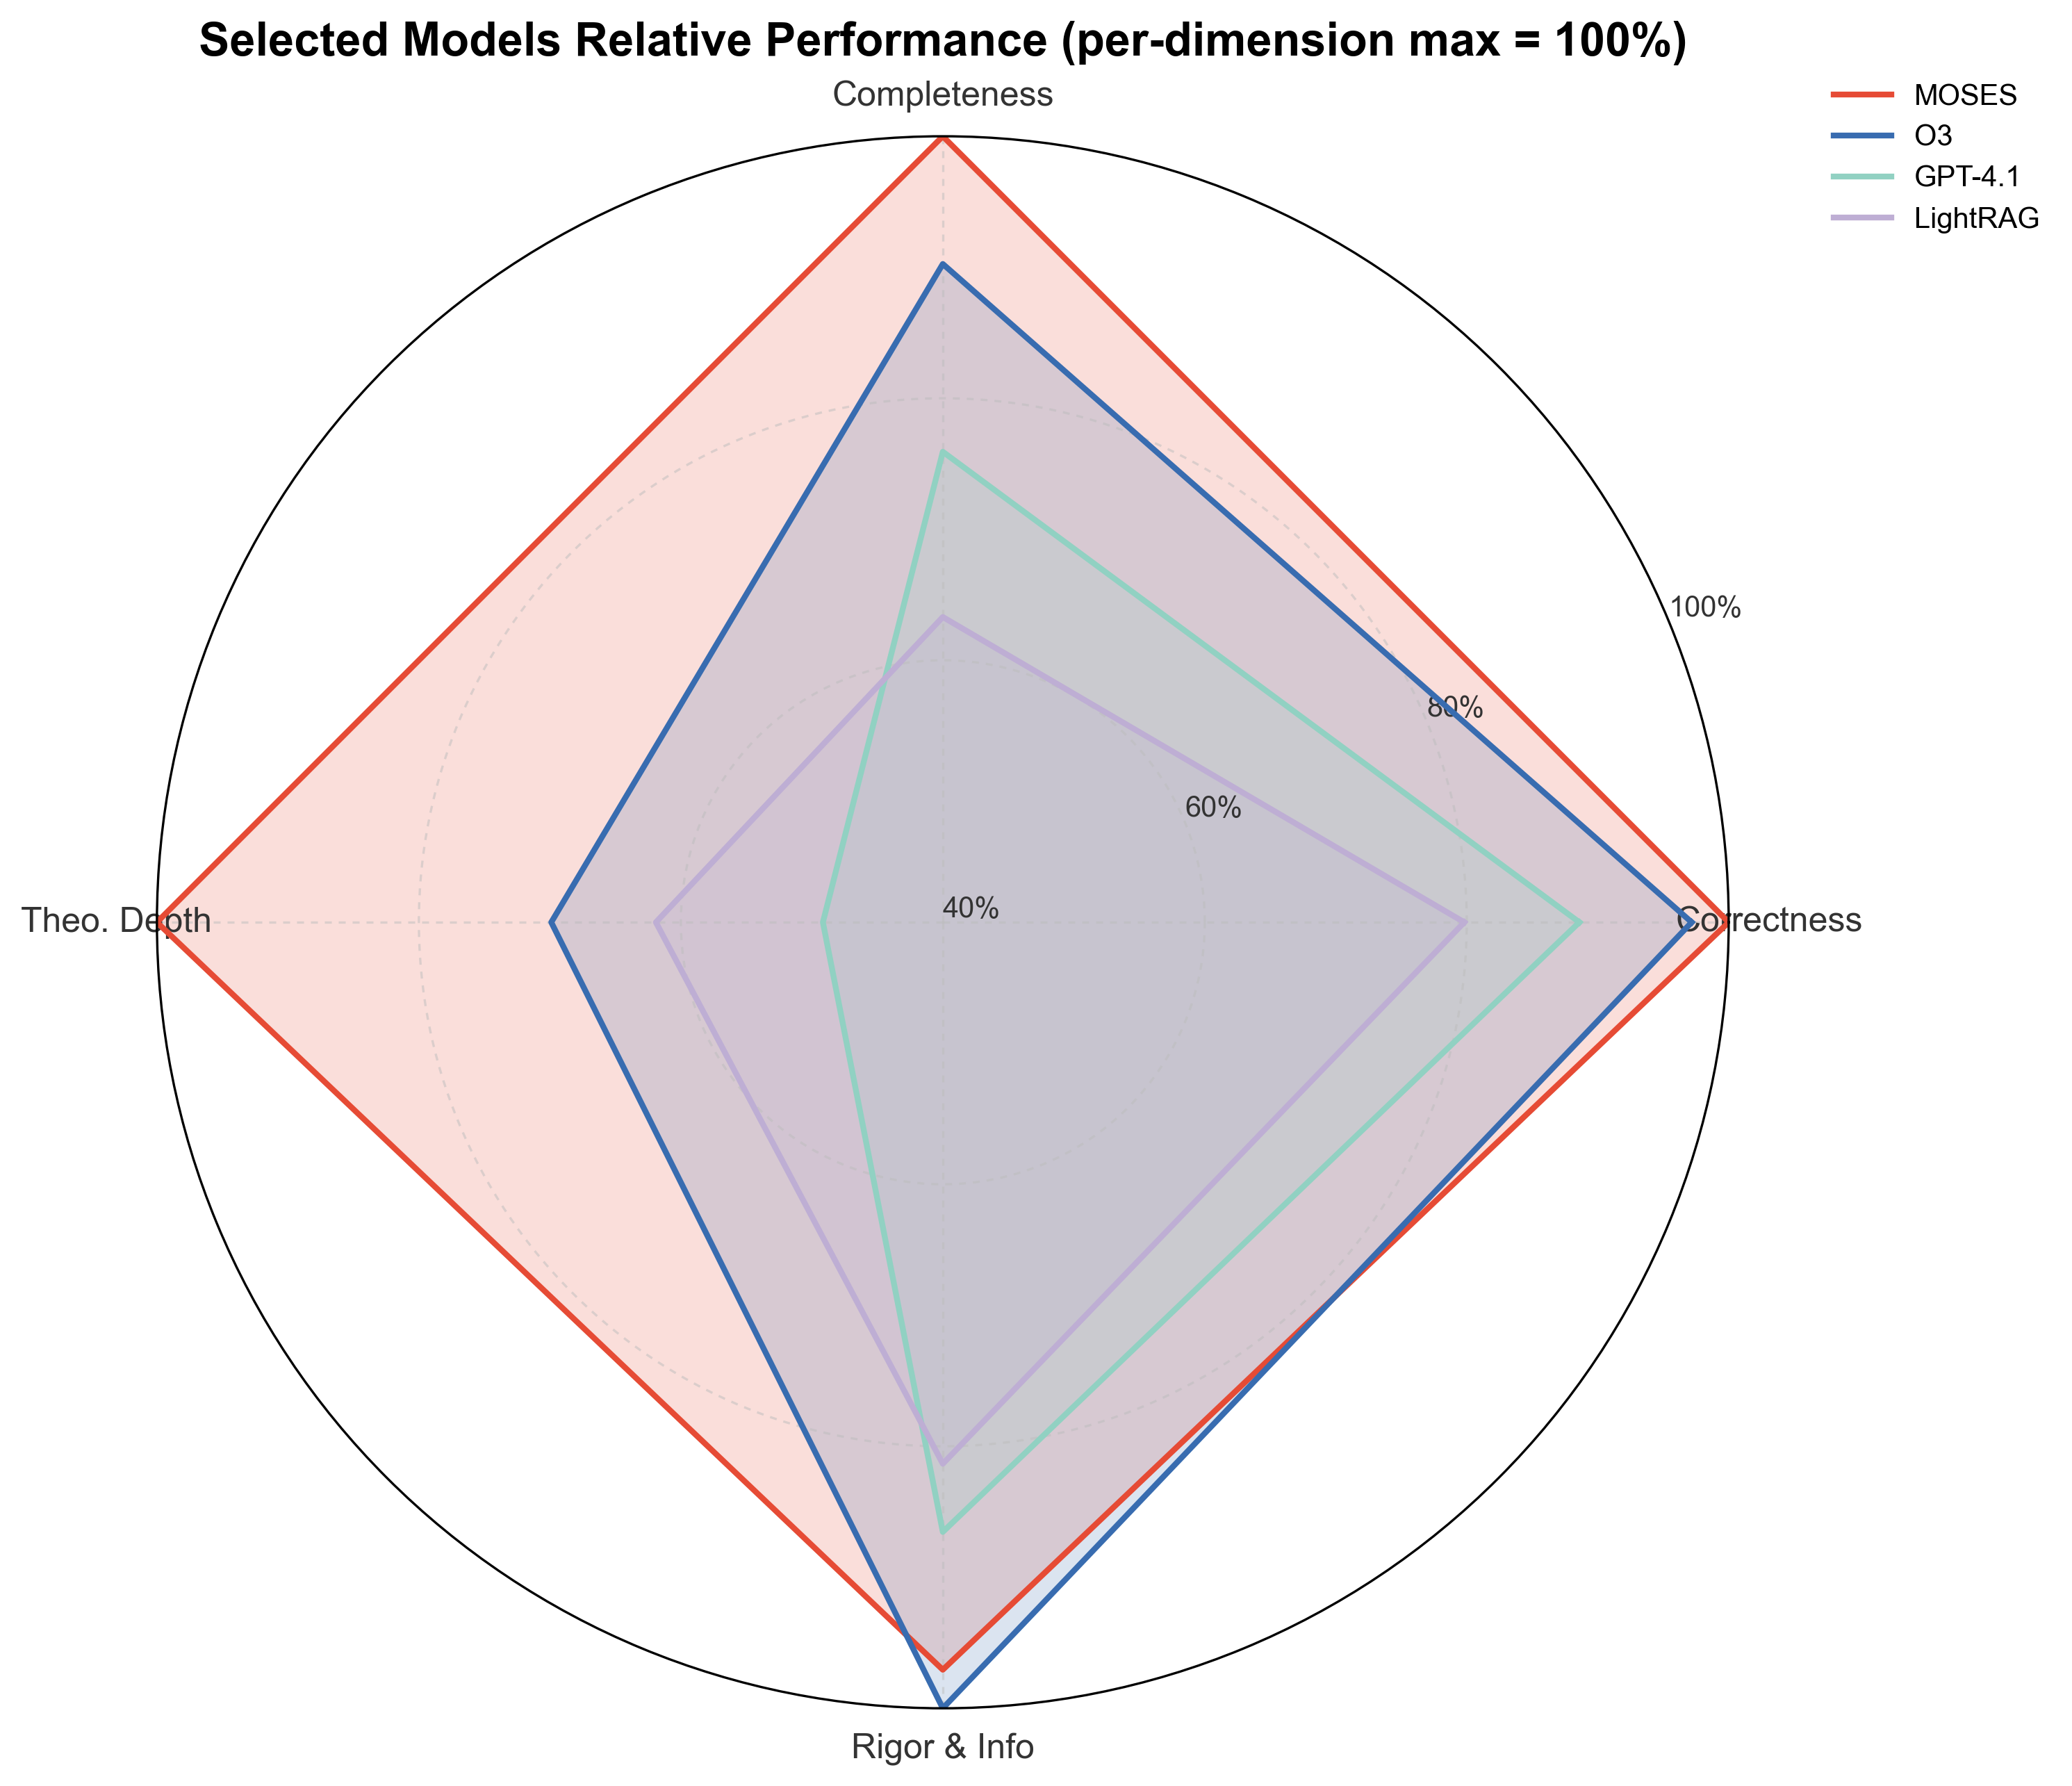 Selected Models Relative Performance (per-dimension max = 100%)
Completeness
MOSES
O3
GPT-4.1
LightRAG
100%
80%
60%
40%
Theo. Depth
Correctness
Rigor & Info